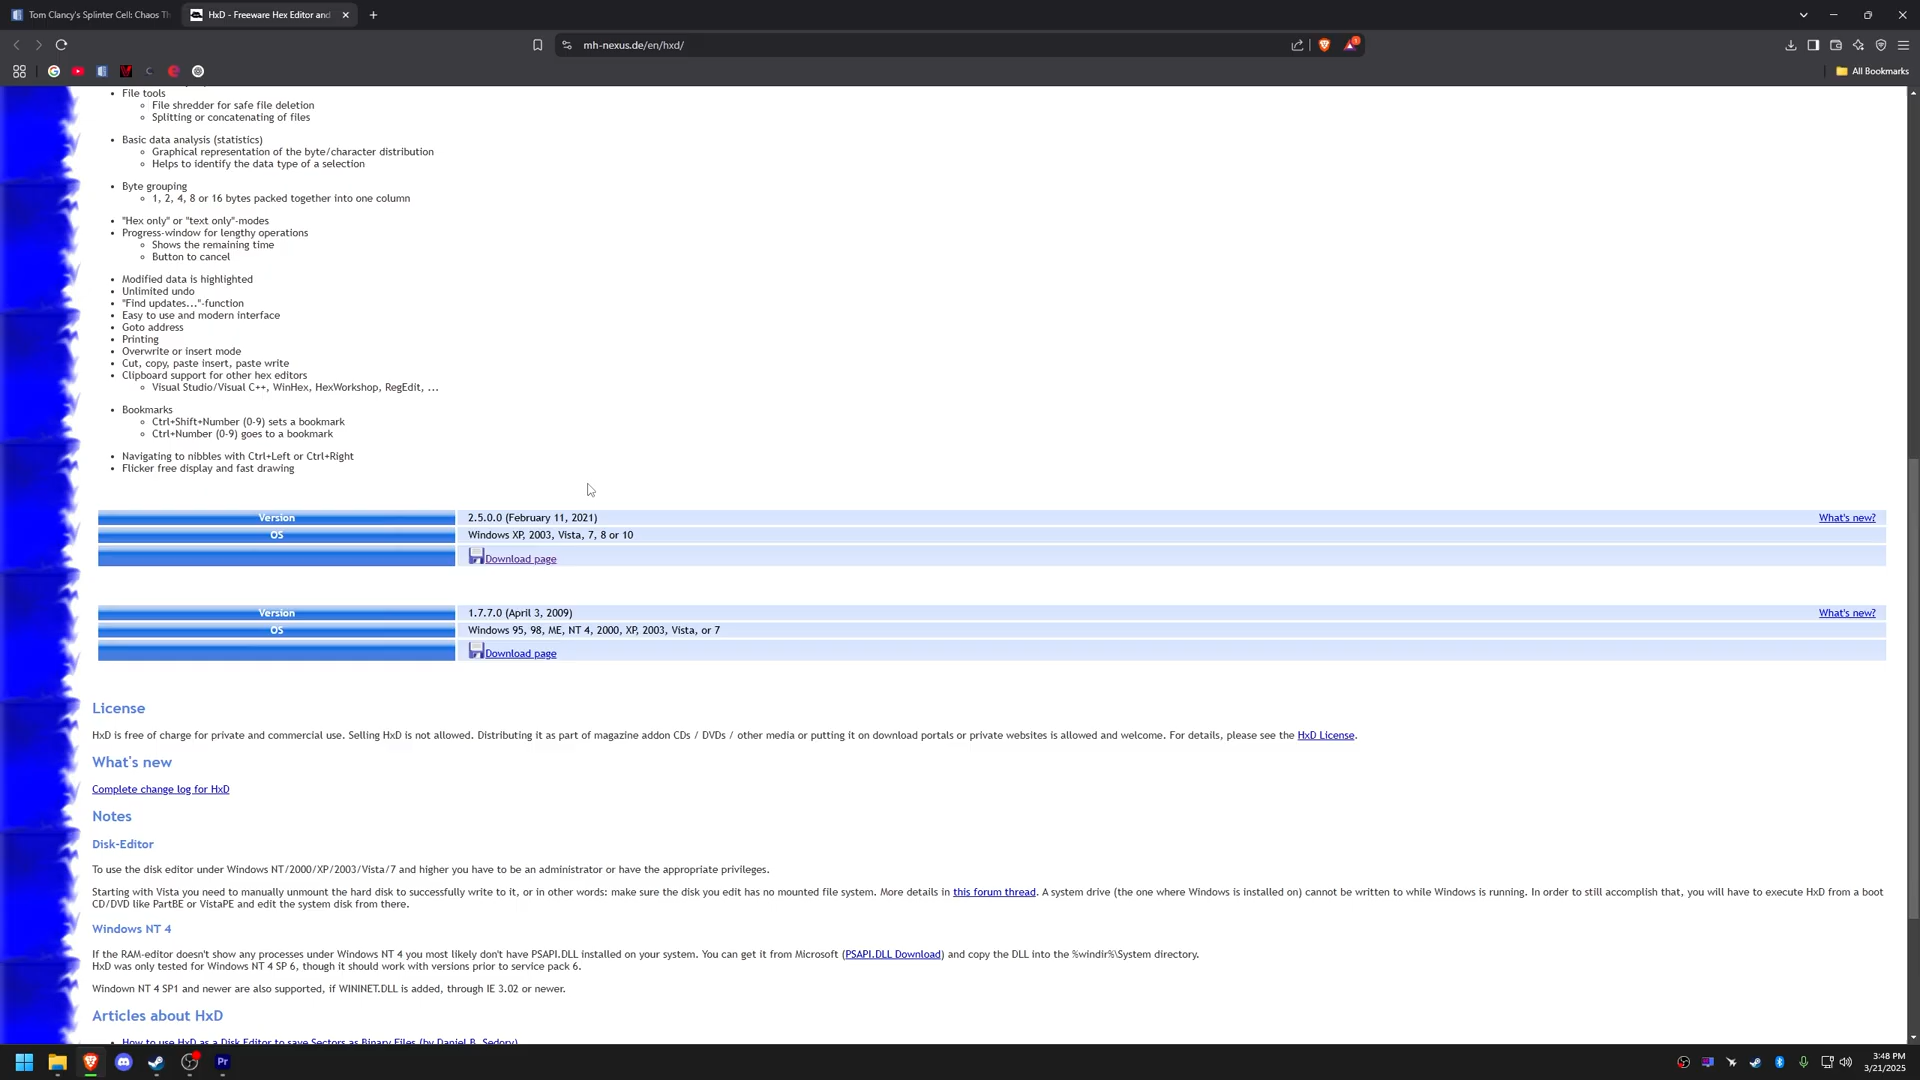 Tom Clancy's Splinter Cell: Chaos Th
HxD - Freeware Hex Editor and
mh-nexus.de/en/hxd/
All Bookmarks
File tools
File shredder for safe file deletion
Splitting or concatenating of files
Basic data analysis (statistics)
Graphical representation of the byte/character distribution
Helps to identify the data type of a selection
Byte grouping
1, 2, 4, 8 or 16 bytes packed together into one column
"Hex only" or "text only"-modes
Progress-window for lengthy operations
Shows the remaining time
Button to cancel
Modified data is highlighted
Unlimited undo
"Find updates..."-function
Easy to use and modern interface
Goto address
Printing
Overwrite or insert mode
Cut, copy, paste insert, paste write
Clipboard support for other hex editors
Visual Studio/Visual C++, WinHex, HexWorkshop, RegEdit, ...
Bookmarks
Ctrl+Shift+Number (0-9) sets a bookmark
Ctrl+Number (0-9) goes to a bookmark
Navigating to nibbles with Ctrl+Left or Ctrl+Right
Flicker free display and fast drawing
Version 2.5.0.0 (February 11, 2021) What's new?
OS Windows XP, 2003, Vista, 7, 8 or 10
Download page
Version 1.7.7.0 (April 3, 2009) What's new?
OS Windows 95, 98, ME, NT 4, 2000, XP, 2003, Vista, or 7
Download page
License
HxD is free of charge for private and commercial use. Selling HxD is not allowed. Distributing it as part of magazine addon CDs / DVDs / other media or putting it on download portals or private websites is allowed and welcome. For details, please see the HxD License.
What's new
Complete change log for HxD
Notes
Disk-Editor
To use the disk editor under Windows NT/2000/XP/2003/Vista/7 and higher you have to be an administrator or have the appropriate privileges.
Starting with Vista you need to manually unmount the hard disk to successfully write to it, or in other words: make sure the disk you edit has no mounted file system. More details in this forum thread. A system drive (the one where Windows is installed on) cannot be written to while Windows is running. In order to still accomplish that, you will have to execute HxD from a boot
CD/DVD like PartBE or VistaPE and edit the system disk from there.
Windows NT 4
If the RAM-editor doesn't show any processes under Windows NT 4 you most likely don't have PSAPI.DLL installed on your system. You can get it from Microsoft (PSAPI.DLL Download) and copy the DLL into the %windir%\System directory.
HxD was only tested for Windows NT 4 SP 6, though it should work with versions prior to service pack 6.
Windown NT 4 SP1 and newer are also supported, if WININET.DLL is added, through IE 3.02 or newer.
Articles about HxD
How to use HxD as a Disk Editor to save Sectors as Binary Files (by Daniel B. Sedory)
Pr
3:48 PM
3/21/2025